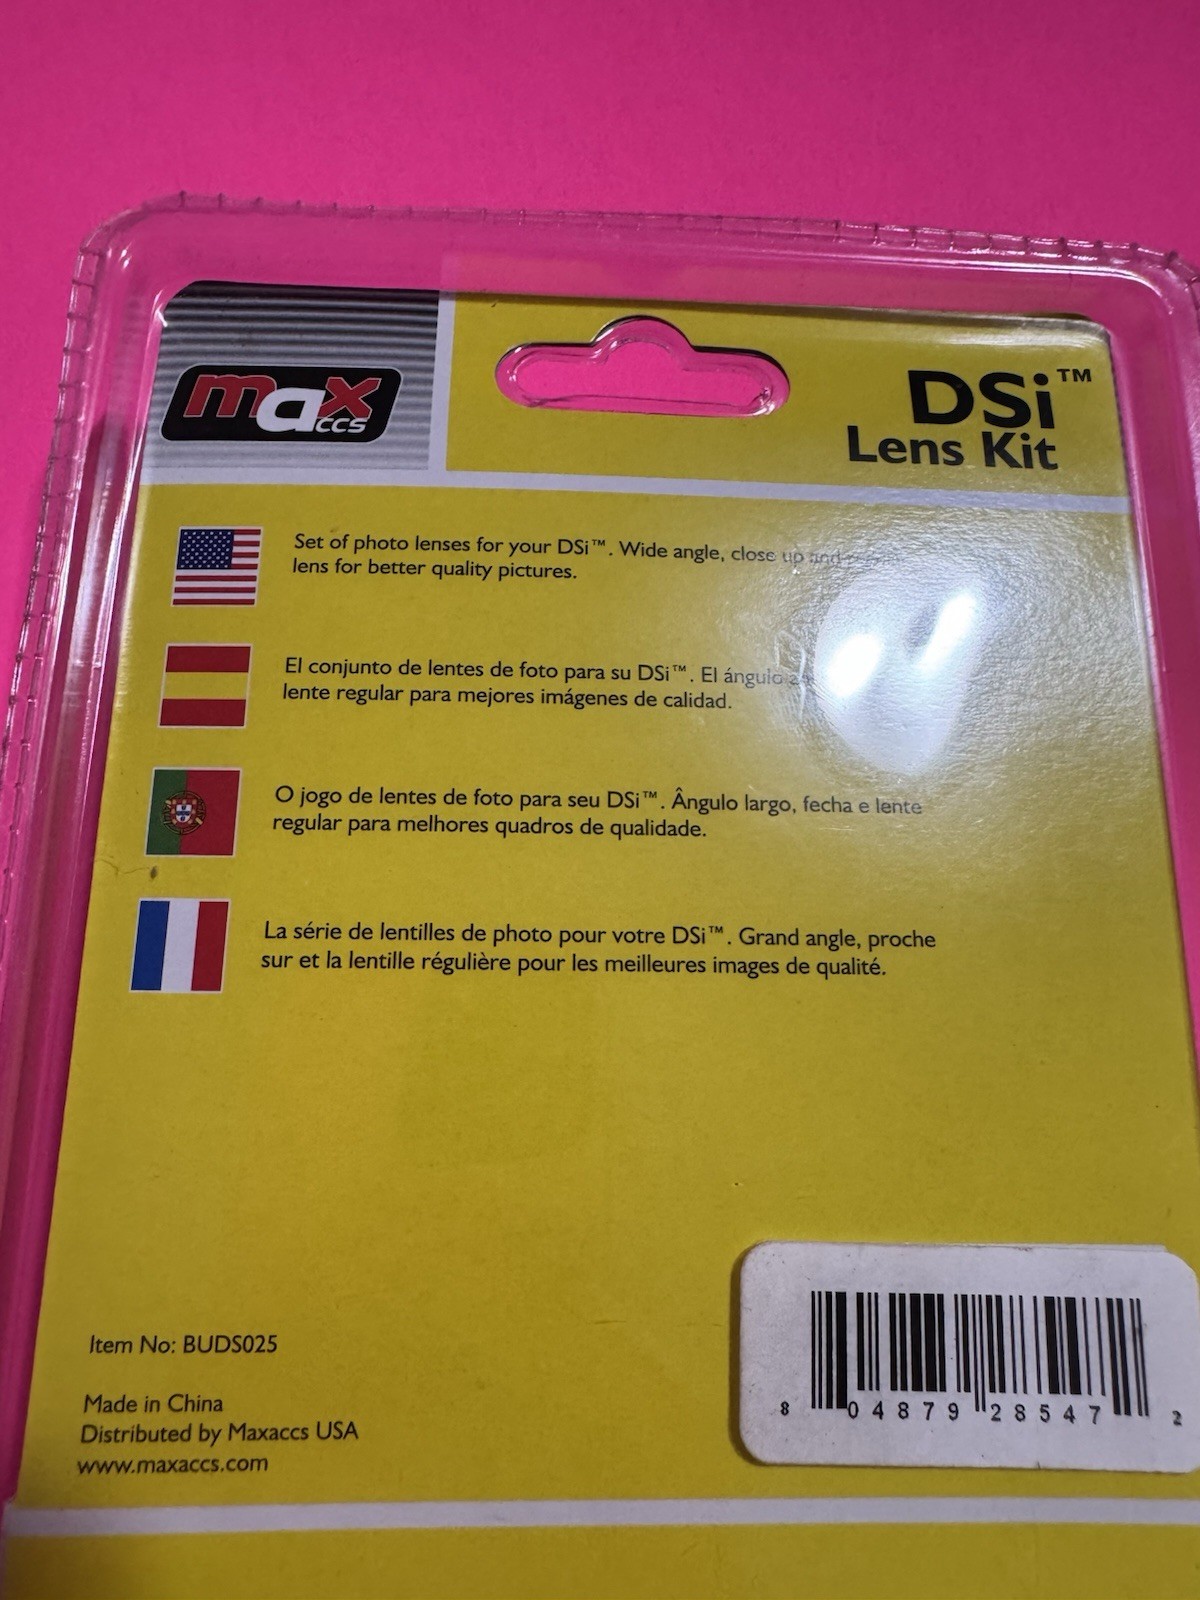 max
ccs
DSi™
Lens Kit
Set of photo lenses for your DSi™. Wide angle, close up and
lens for better quality pictures.
El conjunto de lentes de foto para su DSi™. El ángulo
lente regular para mejores imágenes de calidad.
O jogo de lentes de foto para seu DSi™. Ângulo largo, fecha e lente
regular para melhores quadros de qualidade.
La série de lentilles de photo pour votre DSi™. Grand angle, proche
sur et la lentille régulière pour les meilleures images de qualité.
Item No: BUDS025
Made in China
Distributed by Maxaccs USA
www.maxaccs.com
8 04879 28547 2